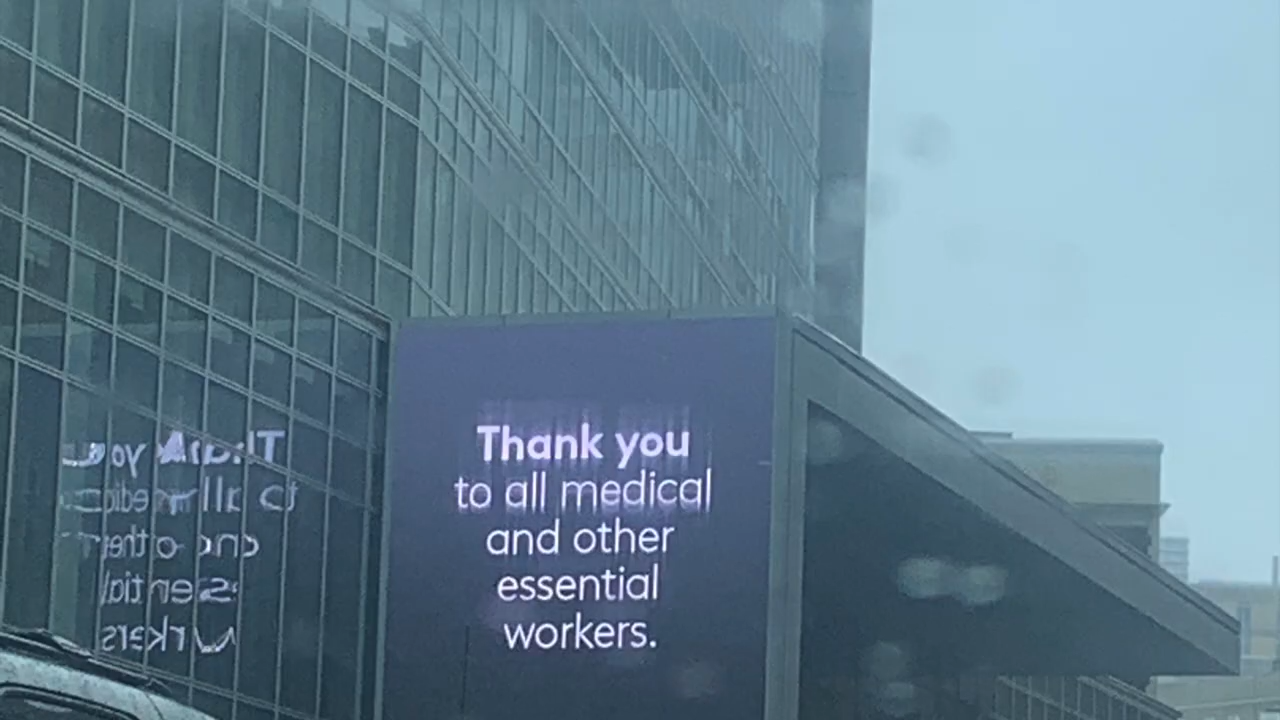 Thank you
to all medical
and other
essential
workers.